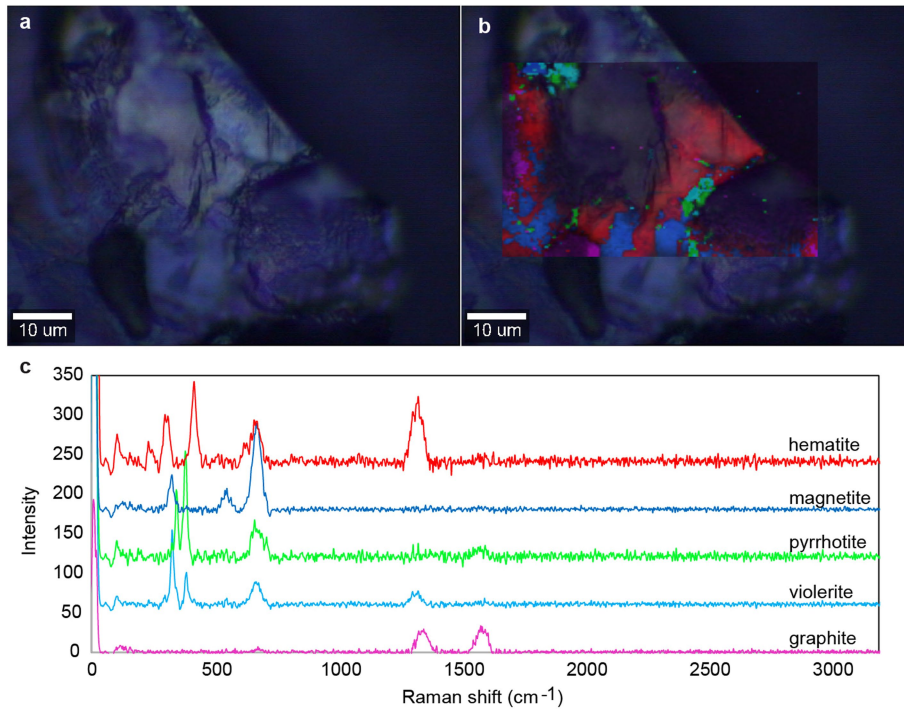 a
b
10 um
10 um
c
350
300
250
200
150
100
50
0
Intensity
hematite
magnetite
pyrrhotite
violerite
graphite
0
500
1000
1500
2000
2500
3000
Raman shift (cm-1)